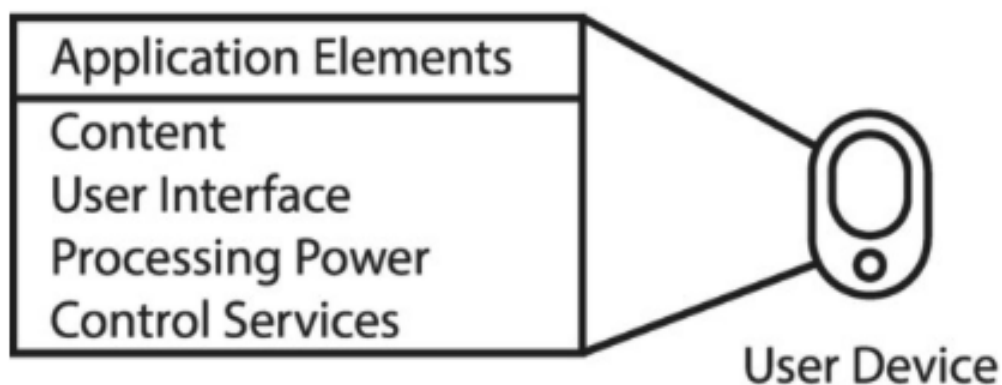 Application Elements
Content
User Interface
Processing Power
Control Services
User Device